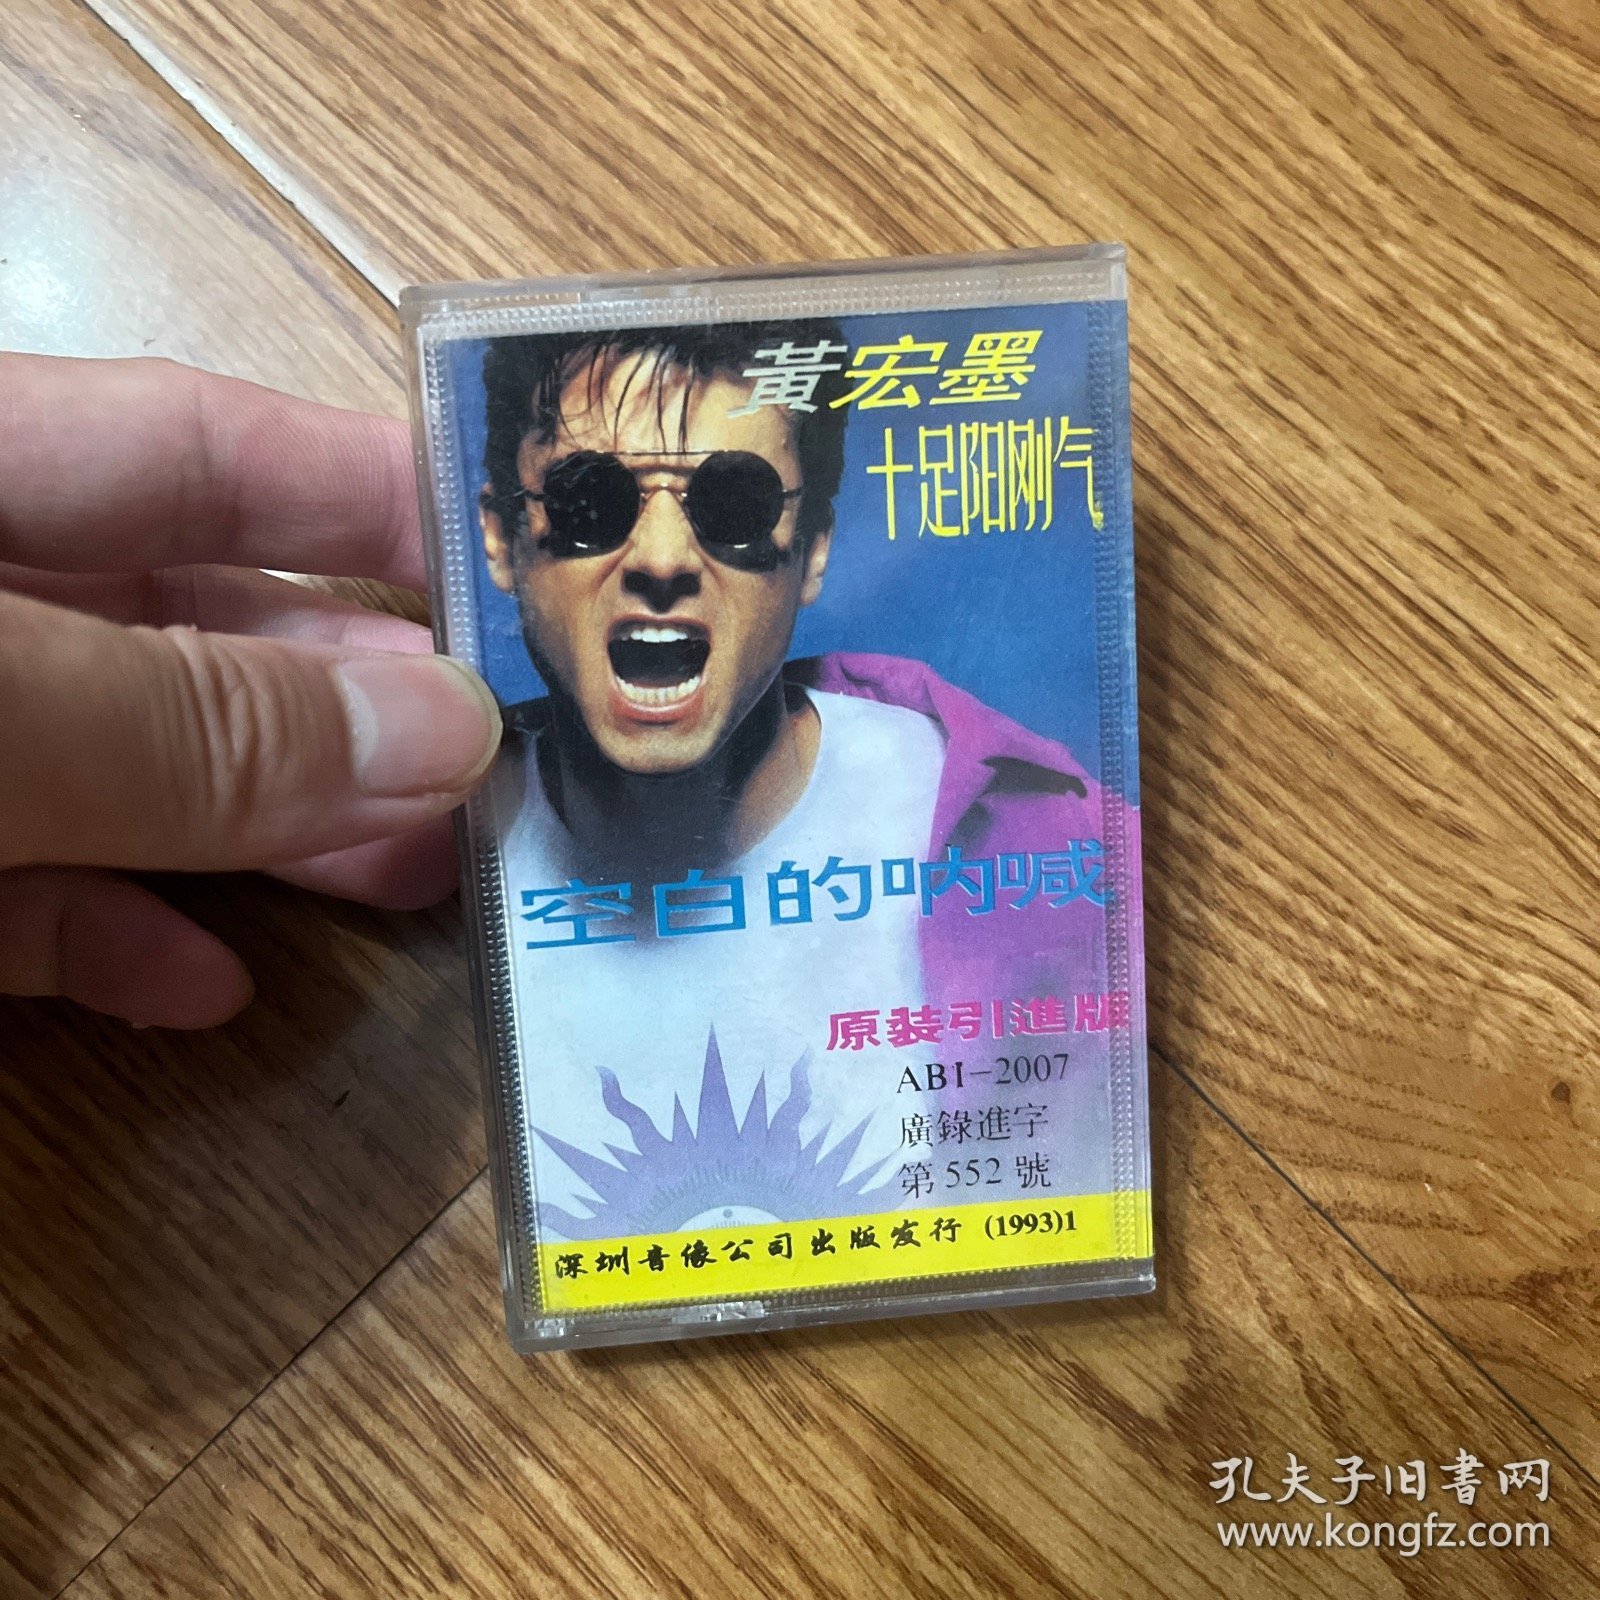 黃宏墨
十足阳刚气
空白的呐喊
原裝引進版
ABI-2007
廣錄進字
第552號
深圳音像公司出版发行 (1993)1
孔夫子旧書网
www.kongfz.com